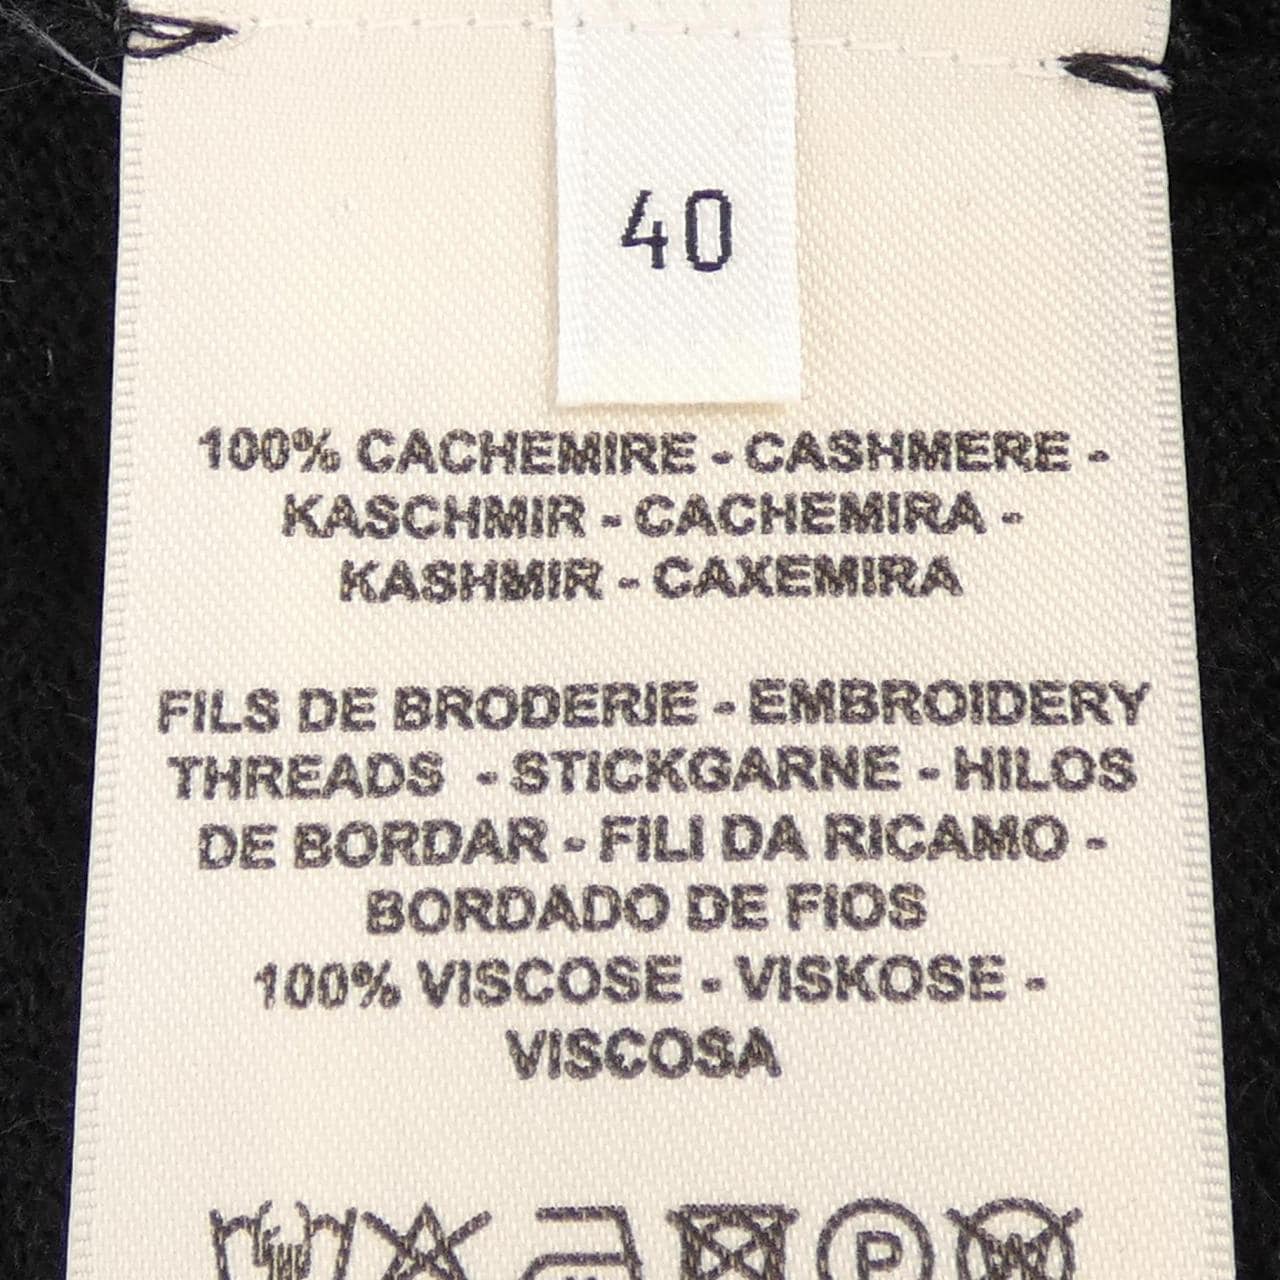 40
100% CACHEMIRE - CASHMERE -
KASCHMIR - CACHEMIRA -
KASHMIR - CAXEMIRA
FILS DE BRODERIE - EMBROIDERY
THREADS - STICKGARNE - HILOS
DE BORDAR - FILI DA RICAMO -
BORDADO DE FIOS
100% VISCOSE - VISKOSE -
VISCOSA
P